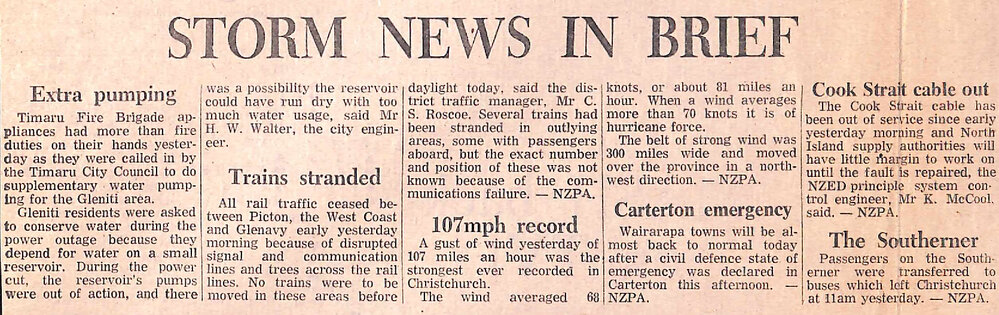 STORM NEWS IN BRIEF
Extra pumping
Timaru Fire Brigade ap-
pliances had more than fire
duties on their hands yester-
day as they were called in by
the Timaru City Council to do
supplementary water pump-
ing for the Gleniti area.
Gleniti residents were asked
to conserve water during the
power outage because they
depend for water on a small
reservoir. During the power
cut, the reservoir's pumps
were out of action, and there
was a possibility the reservoir
could have run dry with too
much water usage, said Mr
H. W. Walter, the city engin-
eer.
Trains stranded
All rail traffic ceased be-
tween Picton, the West Coast
and Glenavy early yesterday
morning because of disrupted
signal and communication
lines and trees across the rail
lines. No trains were to be
moved in these areas before
daylight today, said the dis-
trict traffic manager, Mr C.
S. Roscoe. Several trains had
been stranded in outlying
areas, some with passengers
aboard, but the exact number
and position of these was not
known because of the com-
munications failure. — NZPA.
107mph record
A gust of wind yesterday of
107 miles an hour was the
strongest ever recorded in
Christchurch.
The wind averaged 68
knots, or about 81 miles an
hour. When a wind averages
more than 70 knots it is of
hurricane force.
The belt of strong wind was
300 miles wide and moved
over the province in a north-
west direction. — NZPA.
Carterton emergency
Wairarapa towns will be al-
most back to normal today
after a civil defence state of
emergency was declared in
Carterton this afternoon. —
NZPA.
Cook Strait cable out
The Cook Strait cable has
been out of service since early
yesterday morning and North
Island supply authorities will
have little margin to work on
until the fault is repaired, the
NZED principle system con-
trol engineer, Mr K. McCool,
said. — NZPA.
The Southerner
Passengers on the South-
erner were transferred to
buses which left Christchurch
at 11am yesterday. — NZPA.